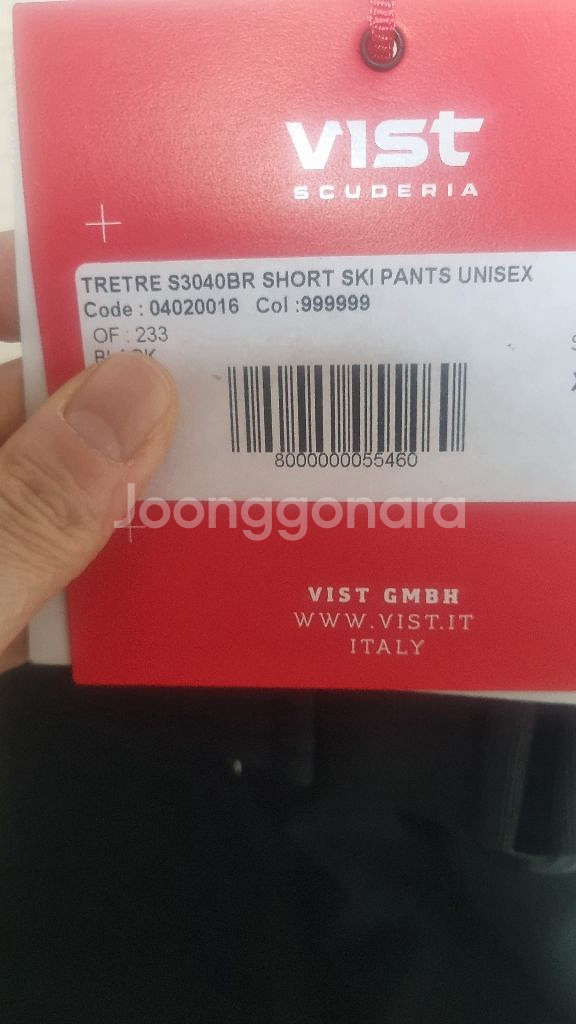 vist
SCUDERIA
TRETRE S3040BR SHORT SKI PANTS UNISEX
Code : 04020016 Col :999999
OF : 233
BLACK
8000000055460
Joonggonara
VIST GMBH
WWW.VIST.IT
ITALY